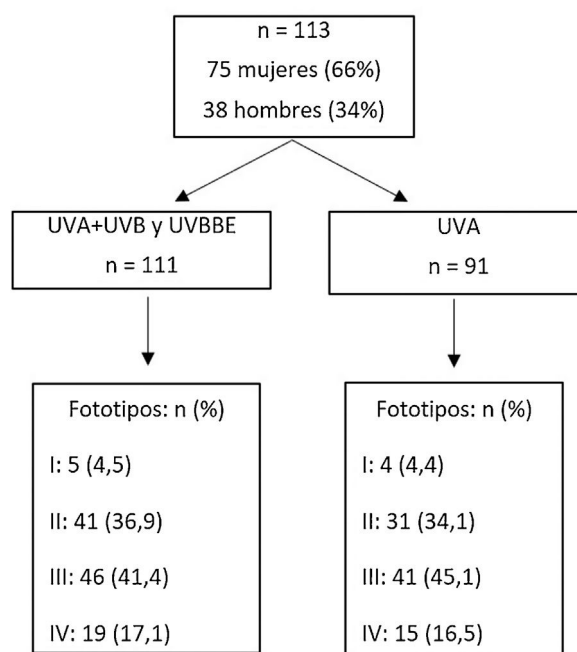 n = 113
75 mujeres (66%)
38 hombres (34%)
UVA+UVB y UVBBE
n = 111
UVA
n = 91
Fototipos: n (%)
I: 5 (4,5)
II: 41 (36,9)
III: 46 (41,4)
IV: 19 (17,1)
Fototipos: n (%)
I: 4 (4,4)
II: 31 (34,1)
III: 41 (45,1)
IV: 15 (16,5)